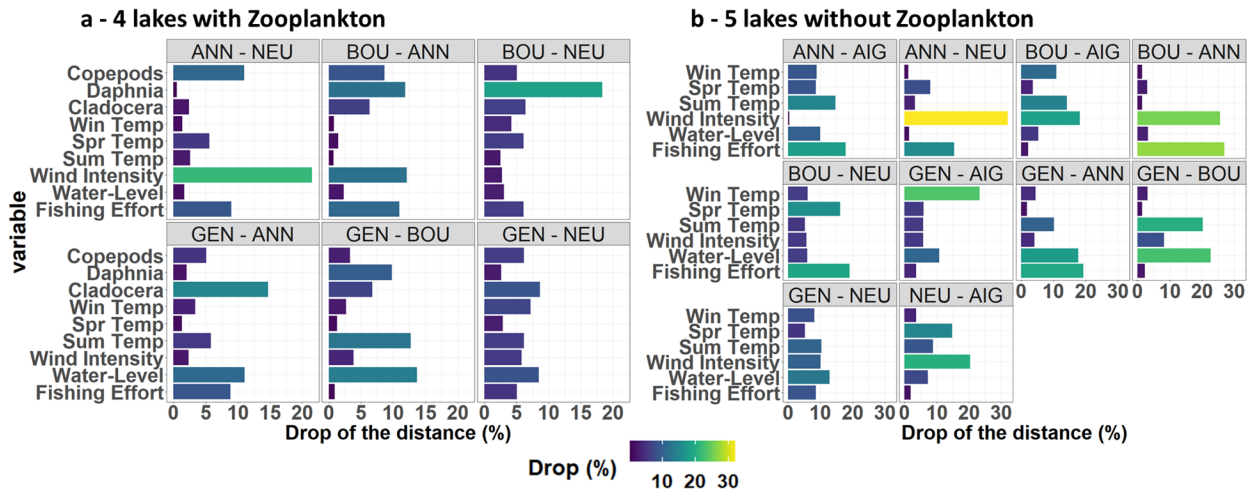 a - 4 lakes with Zooplankton
b - 5 lakes without Zooplankton
variable
ANN - NEU
BOU - ANN
BOU - NEU
Copepods
Daphnia
Cladocera
Win Temp
Spr Temp
Sum Temp
Wind Intensity
Water-Level
Fishing Effort
GEN - ANN
GEN - BOU
GEN - NEU
Copepods
Daphnia
Cladocera
Win Temp
Spr Temp
Sum Temp
Wind Intensity
Water-Level
Fishing Effort
0 5 10 15 20
0 5 10 15 20
0 5 10 15 20
Drop of the distance (%)
ANN - AIG
ANN - NEU
BOU - AIG
BOU - ANN
Win Temp
Spr Temp
Sum Temp
Wind Intensity
Water-Level
Fishing Effort
BOU - NEU
GEN - AIG
GEN - ANN
GEN - BOU
Win Temp
Spr Temp
Sum Temp
Wind Intensity
Water-Level
Fishing Effort
0 10 20 30
0 10 20 30
GEN - NEU
NEU - AIG
Win Temp
Spr Temp
Sum Temp
Wind Intensity
Water-Level
Fishing Effort
0 10 20 30
0 10 20 30
Drop of the distance (%)
Drop (%)
10 20 30